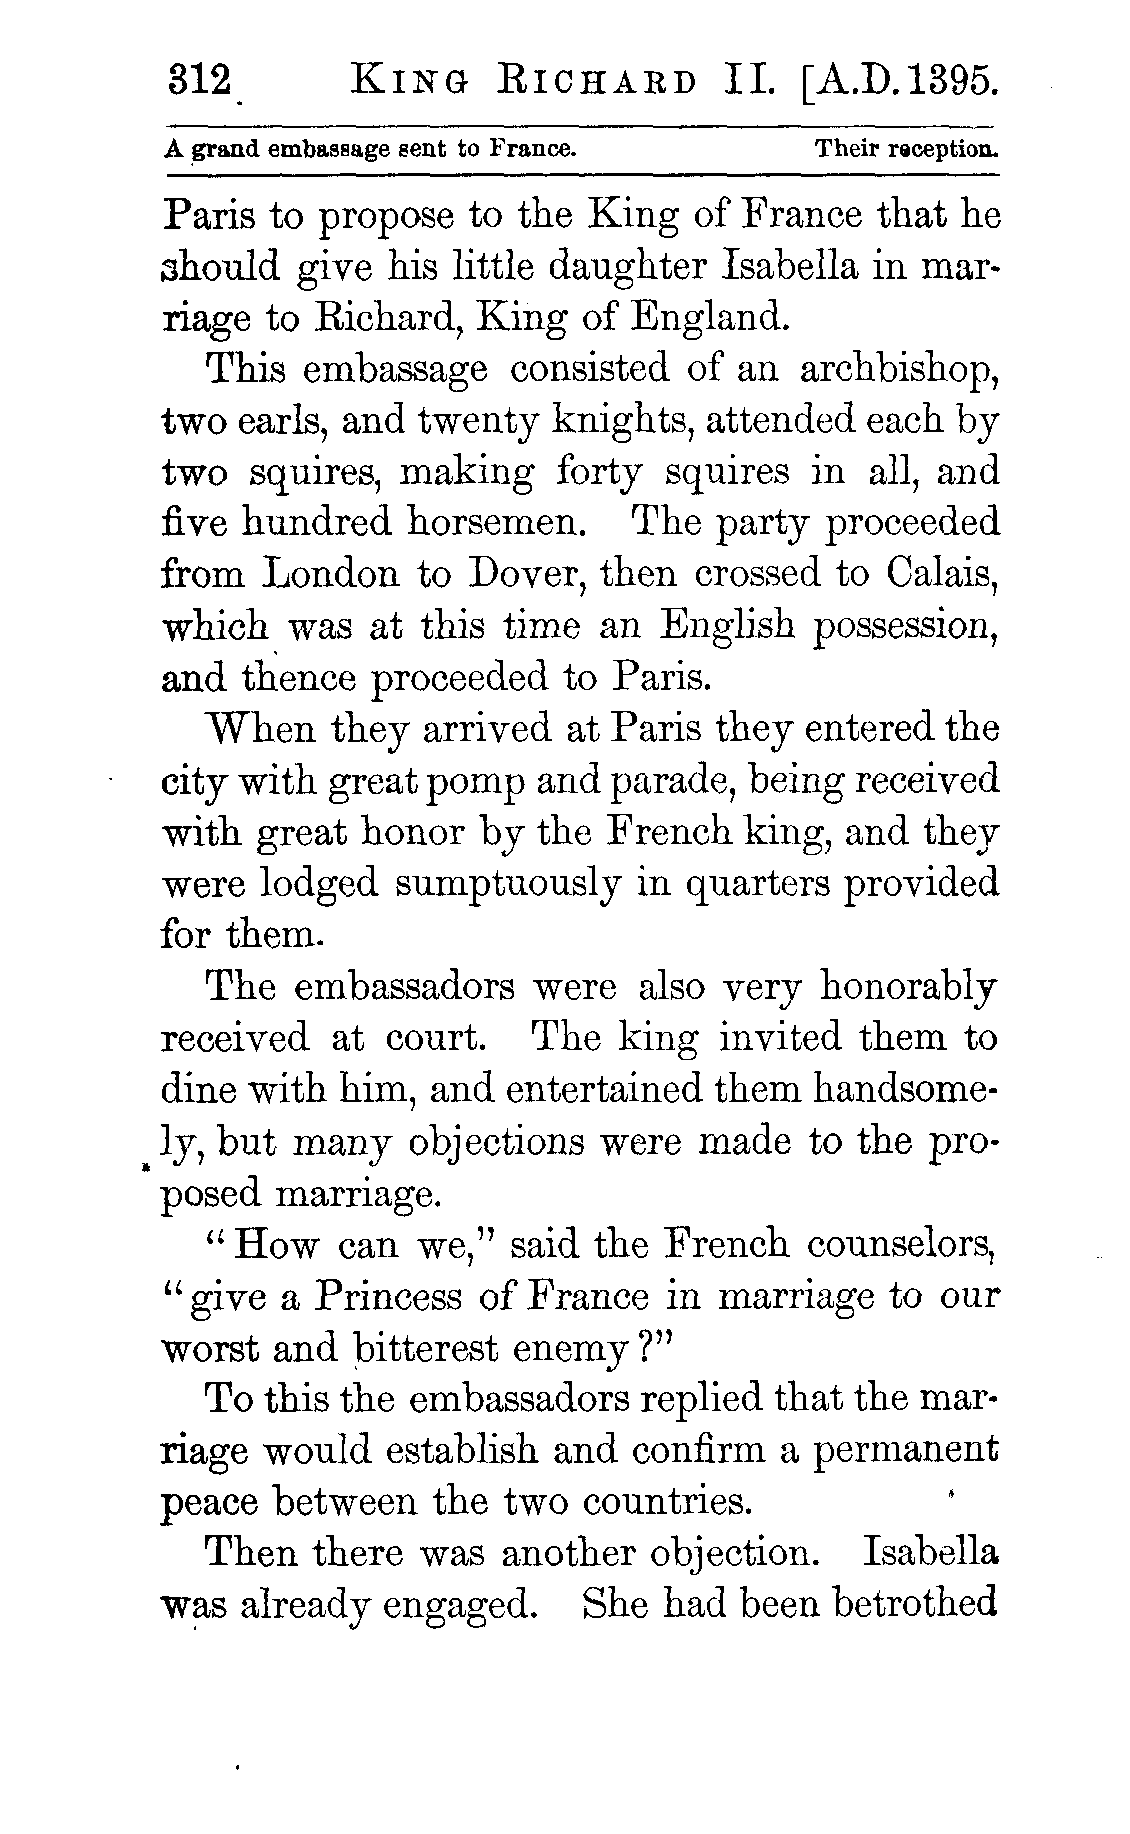 312 KING RICHARD II. [A.D. 1395.
A grand embassage sent to France. Their reception.
Paris to propose to the King of France that he
should give his little daughter Isabella in mar-
riage to Richard, King of England.
This embassage consisted of an archbishop,
two earls, and twenty knights, attended each by
two squires, making forty squires in all, and
five hundred horsemen. The party proceeded
from London to Dover, then crossed to Calais,
which was at this time an English possession,
and thence proceeded to Paris.
When they arrived at Paris they entered the
city with great pomp and parade, being received
with great honor by the French king, and they
were lodged sumptuously in quarters provided
for them.
The embassadors were also very honorably
received at court. The king invited them to
dine with him, and entertained them handsome-
ly, but many objections were made to the pro-
posed marriage.
"How can we," said the French counselors,
"give a Princess of France in marriage to our
worst and bitterest enemy?"
To this the embassadors replied that the mar-
riage would establish and confirm a permanent
peace between the two countries.
Then there was another objection. Isabella
was already engaged. She had been betrothed